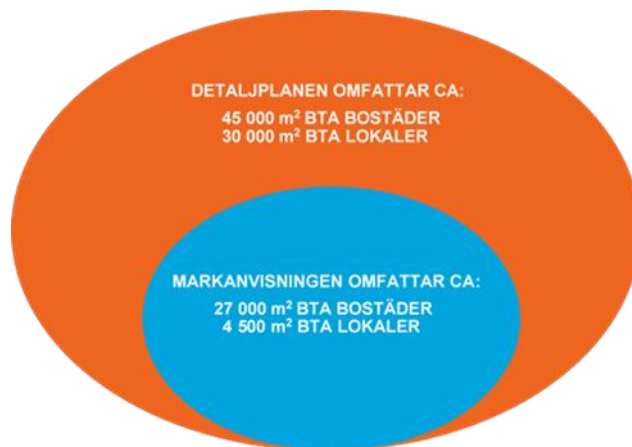 DETALJPLANEN OMFATTAR CA:
45 000 m² BTA BOSTÄDER
30 000 m² BTA LOKALER
MARKANVISNINGEN OMFATTAR CA:
27 000 m² BTA BOSTÄDER
4 500 m² BTA LOKALER